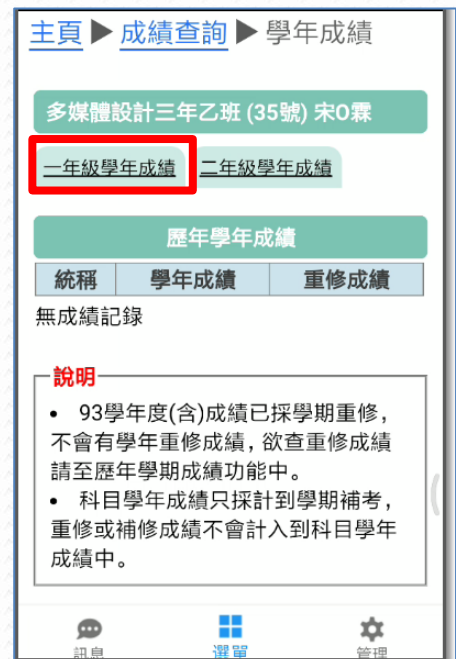 主頁 ▶ 成績查詢 ▶ 學年成績
多媒體設計三年乙班 (35號) 宋O霖
一年級學年成績 二年級學年成績
歷年學年成績
統稱 學年成績 重修成績
無成績記錄
說明
• 93學年度(含)成績已採學期重修，
不會有學年重修成績，欲查重修成績
請至歷年學期成績功能中。
• 科目學年成績只採計到學期補考，
重修或補修成績不會計入到科目學年
成績中。
訊息 選單 管理